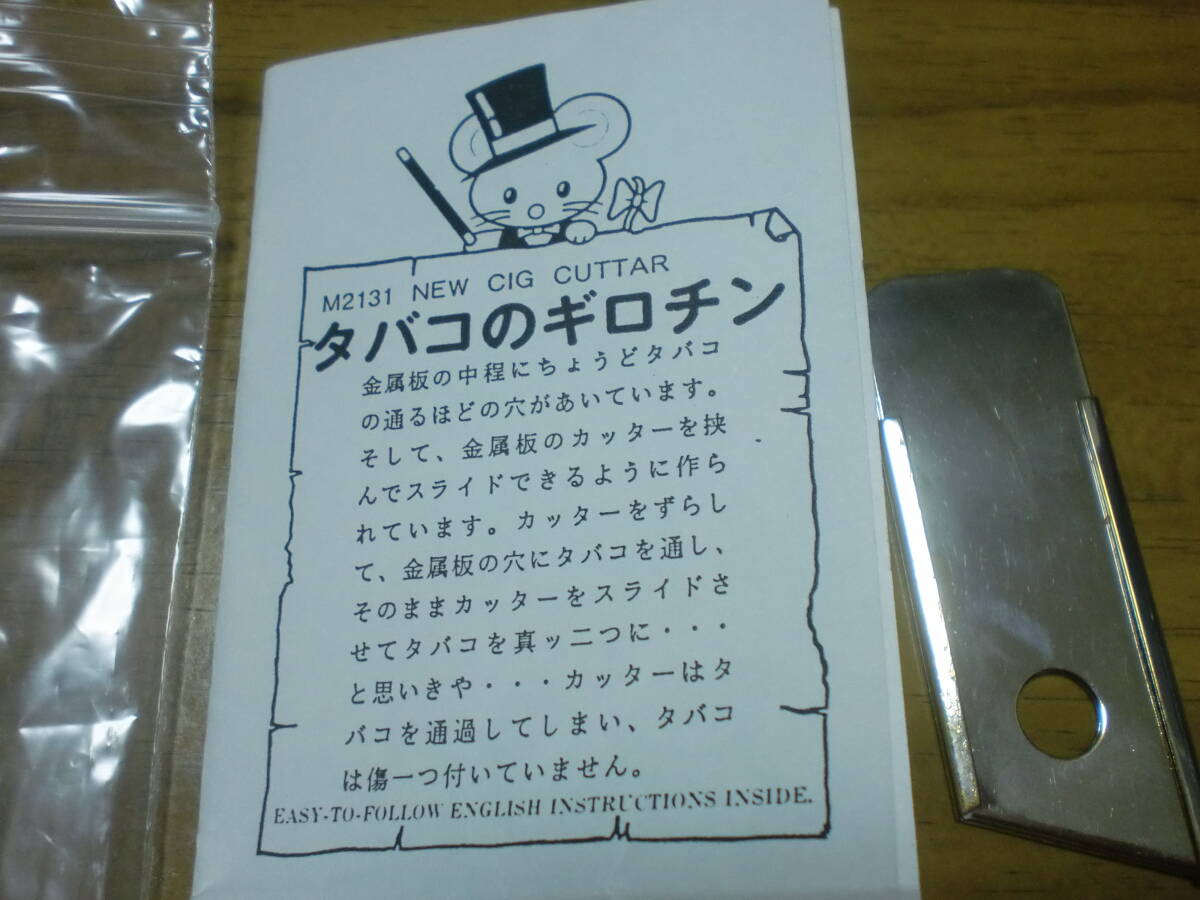 M2131 NEW CIG CUTTAR
タバコのギロチン
金属板の中程にちょうどタバコ
の通るほどの穴があいています。
そして、金属板のカッターを挟
んでスライドできるように作ら
れています。カッターをずらし
て、金属板の穴にタバコを通し、
そのままカッターをスライドさ
せてタバコを真ッ二つに・・・
と思いきや・・・カッターはタ
バコを通過してしまい、タバコ
は傷一つ付いていません。
EASY-TO-FOLLOW ENGLISH INSTRUCTIONS INSIDE.